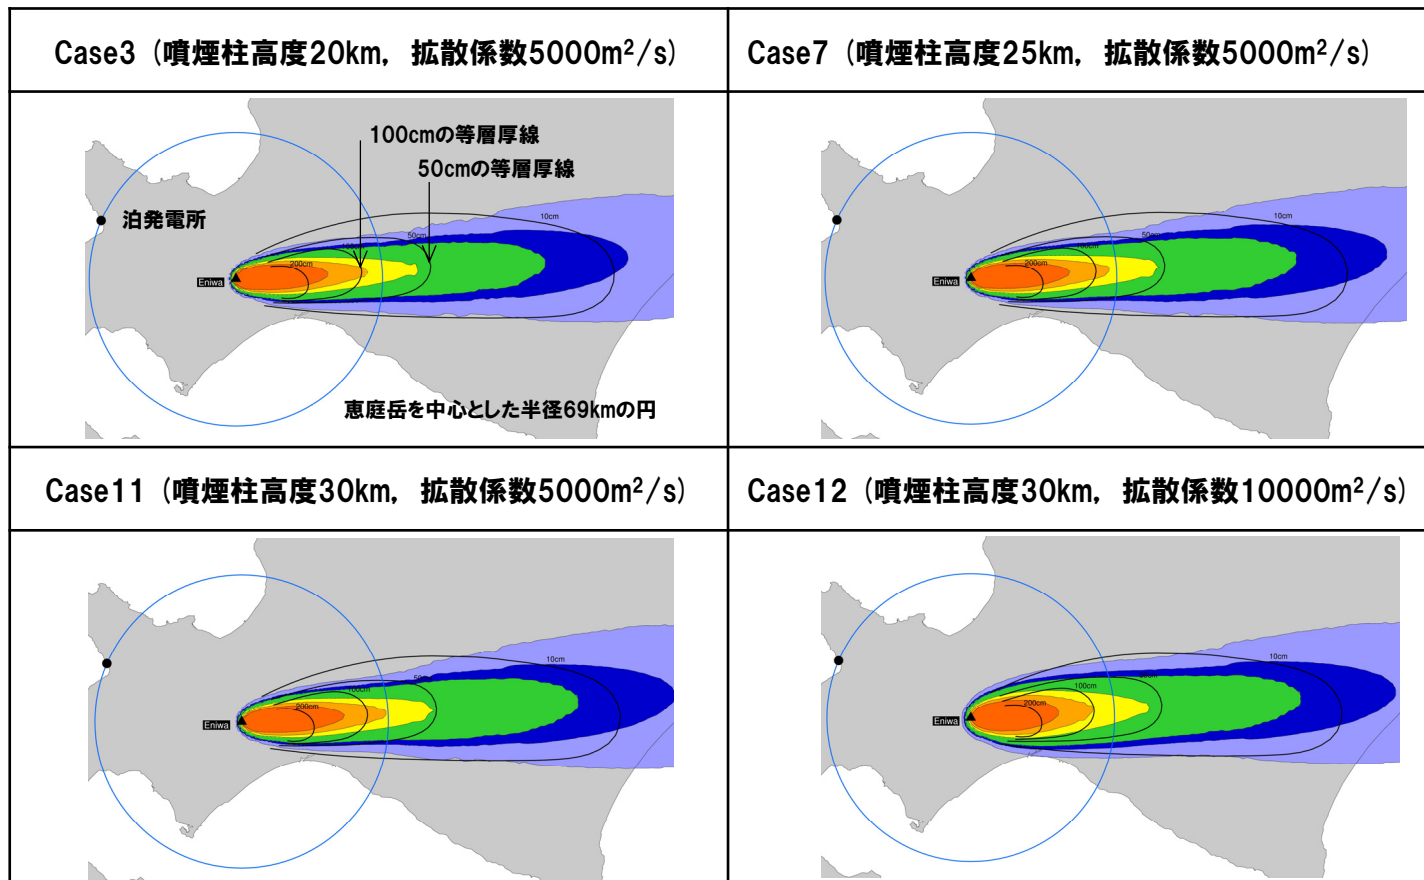 Case3 (噴煙柱高度20km, 拡散係数5000m²/s)
Case7 (噴煙柱高度25km, 拡散係数5000m²/s)
100cmの等層厚線
50cmの等層厚線
泊発電所
10cm
50cm
100cm
200cm
Eniwa
恵庭岳を中心とした半径69kmの円
10cm
50cm
100cm
200cm
Eniwa
Case11 (噴煙柱高度30km, 拡散係数5000m²/s)
Case12 (噴煙柱高度30km, 拡散係数10000m²/s)
10cm
50cm
100cm
200cm
Eniwa
10cm
50cm
100cm
200cm
Eniwa